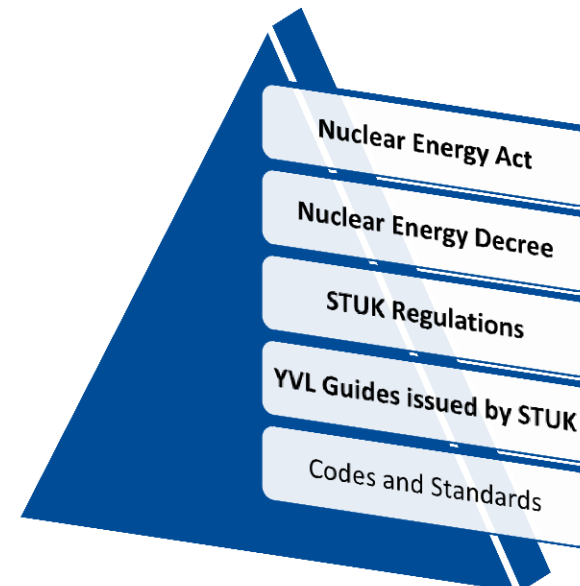 Nuclear Energy Act
Nuclear Energy Decree
STUK Regulations
YVL Guides issued by STUK
Codes and Standards